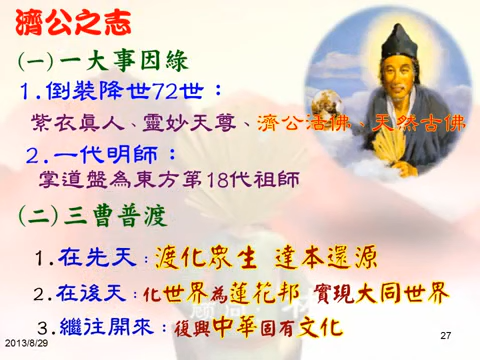 濟公之志
(一)一大事因緣
1.倒裝降世72世：
紫衣真人、靈妙天尊、濟公活佛、天然古佛
2.一代明師：
掌道盤為東方第18代祖師
(二)三曹普渡
1.在先天：渡化眾生 達本還源
2.在後天：化世界為蓮花邦 實現大同世界
3.繼往開來：復興中華固有文化
2013/8/29
27